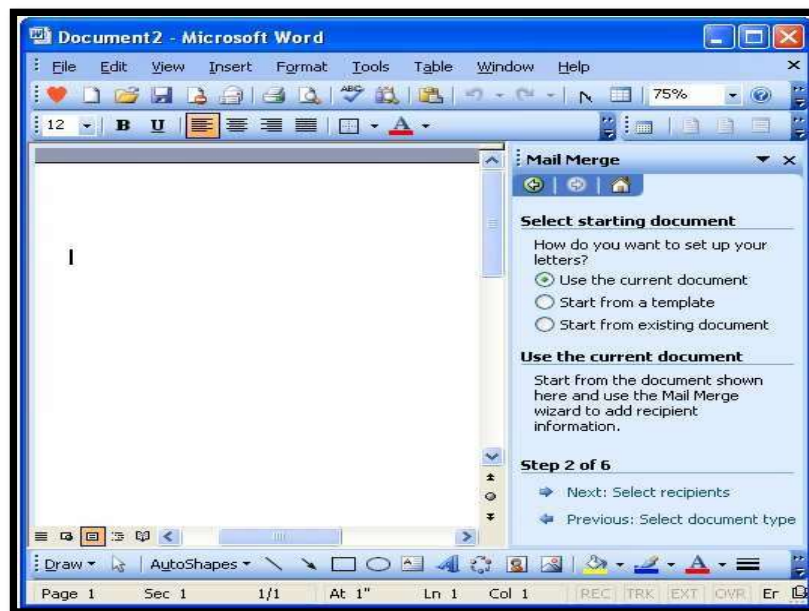 Document2 - Microsoft Word
File Edit View Insert Format Tools Table Window Help
ABC 75%
12 B U A
Mail Merge
Select starting document
How do you want to set up your
letters?
Use the current document
Start from a template
Start from existing document
Use the current document
Start from the document shown
here and use the Mail Merge
wizard to add recipient
information.
Step 2 of 6
Next: Select recipients
Previous: Select document type
Draw AutoShapes A A
Page 1 Sec 1 1/1 At 1" Ln 1 Col 1 REC TRK EXT OVR Er